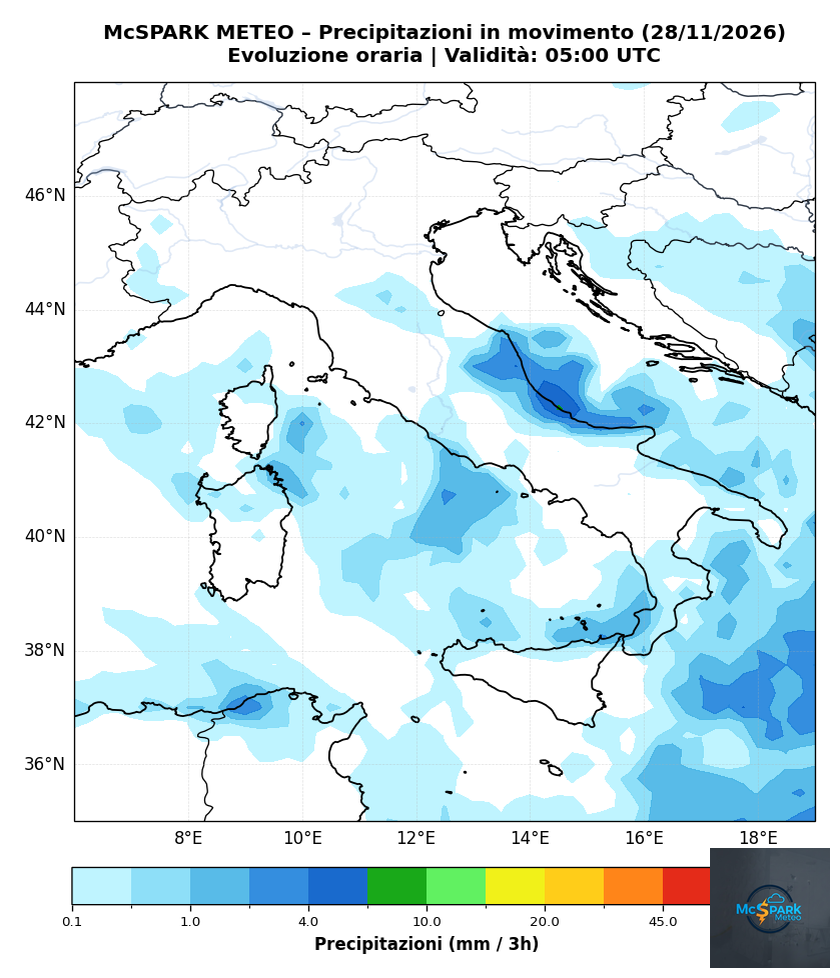 McSPARK METEO – Precipitazioni in movimento (28/11/2026)
Evoluzione oraria | Validità: 05:00 UTC
46°N
44°N
42°N
40°N
38°N
36°N
8°E 10°E 12°E 14°E 16°E 18°E
0.1 1.0 4.0 10.0 20.0 45.0
Precipitazioni (mm / 3h)
McSPARK
Meteo